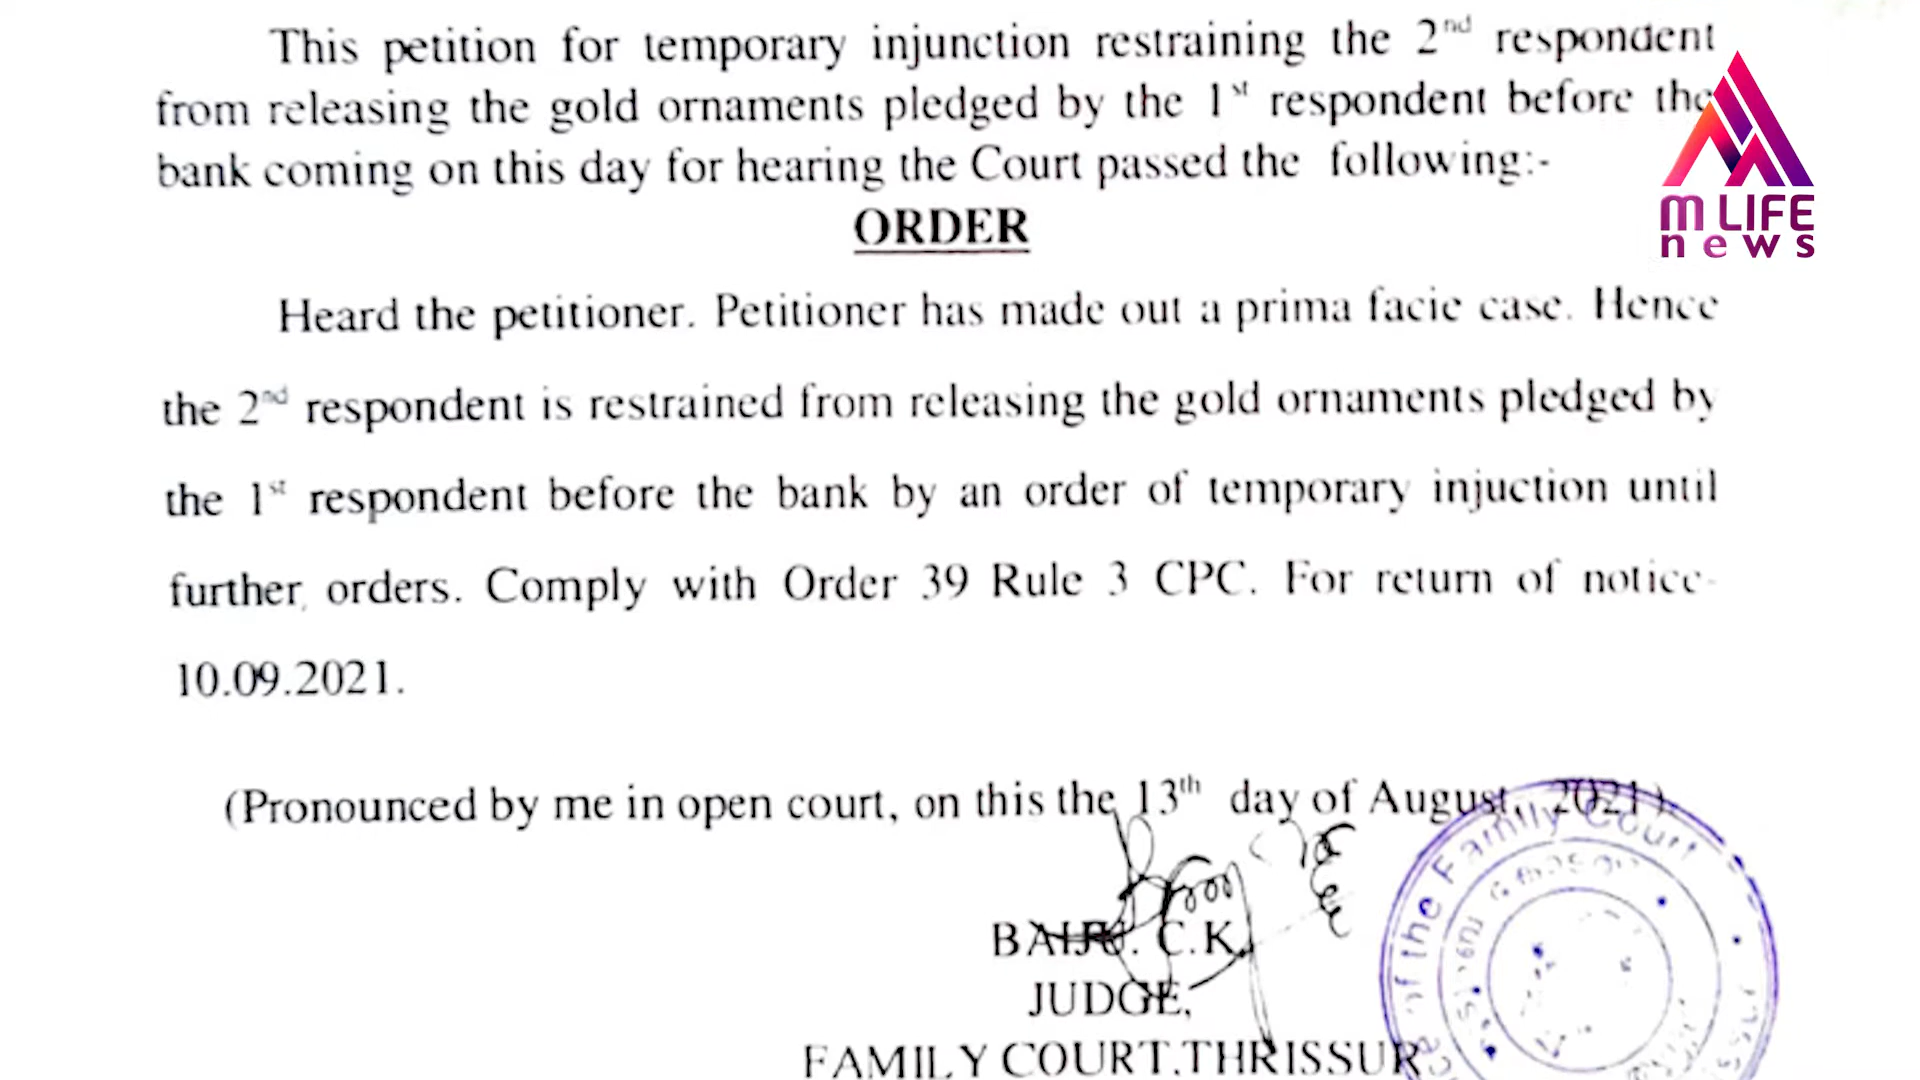 This petition for temporary injunction restraining the 2nd respondent
from releasing the gold ornaments pledged by the 1st respondent before the
bank coming on this day for hearing the Court passed the following:-
M LIFE
news
ORDER
Heard the petitioner. Petitioner has made out a prima facie case. Hence
the 2nd respondent is restrained from releasing the gold ornaments pledged by
the 1st respondent before the bank by an order of temporary injuction until
further orders. Comply with Order 39 Rule 3 CPC. For return of notice-
10.09.2021.
(Pronounced by me in open court, on this the 13th day of August, 2021).
BAIJU. C.K,
JUDGE,
FAMILY COURT,THRISSUR
of the Family Court